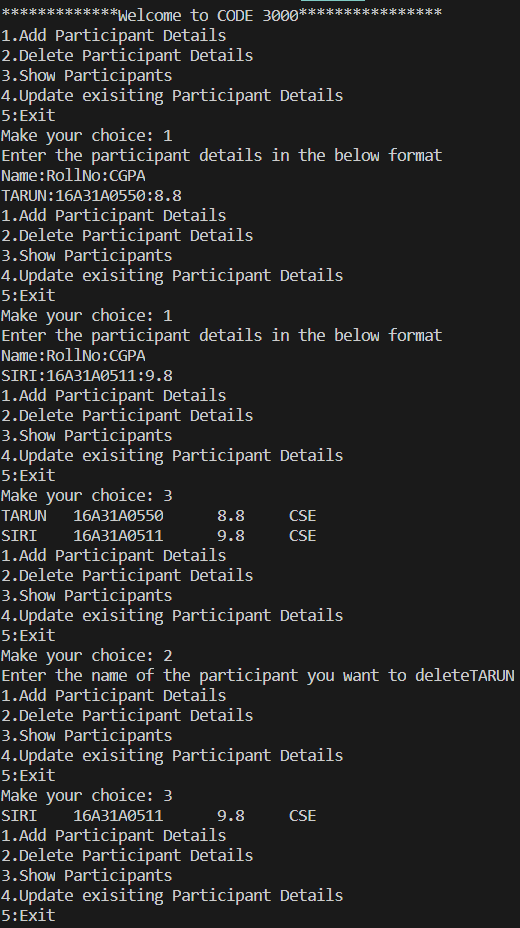 *************Welcome to CODE 3000****************
1.Add Participant Details
2.Delete Participant Details
3.Show Participants
4.Update exisiting Participant Details
5:Exit
Make your choice: 1
Enter the participant details in the below format
Name:RollNo:CGPA
TARUN:16A31A0550:8.8
1.Add Participant Details
2.Delete Participant Details
3.Show Participants
4.Update exisiting Participant Details
5:Exit
Make your choice: 1
Enter the participant details in the below format
Name:RollNo:CGPA
SIRI:16A31A0511:9.8
1.Add Participant Details
2.Delete Participant Details
3.Show Participants
4.Update exisiting Participant Details
5:Exit
Make your choice: 3
TARUN   16A31A0550      8.8     CSE
SIRI    16A31A0511      9.8     CSE
1.Add Participant Details
2.Delete Participant Details
3.Show Participants
4.Update exisiting Participant Details
5:Exit
Make your choice: 2
Enter the name of the participant you want to deleteTARUN
1.Add Participant Details
2.Delete Participant Details
3.Show Participants
4.Update exisiting Participant Details
5:Exit
Make your choice: 3
SIRI    16A31A0511      9.8     CSE
1.Add Participant Details
2.Delete Participant Details
3.Show Participants
4.Update exisiting Participant Details
5:Exit